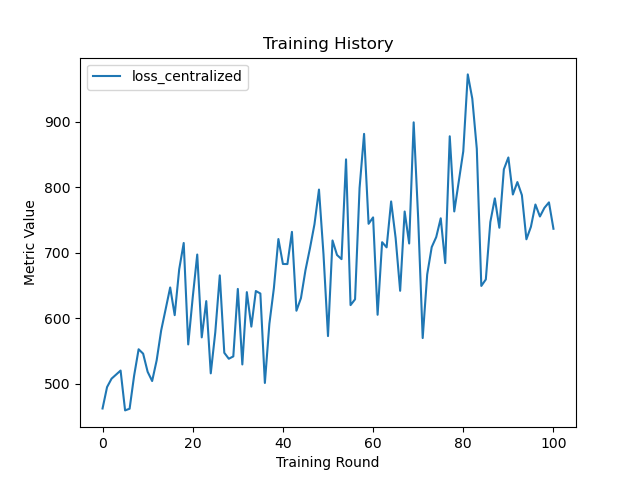 Training History
loss_centralized
Metric Value
900
800
700
600
500
0 20 40 60 80 100
Training Round